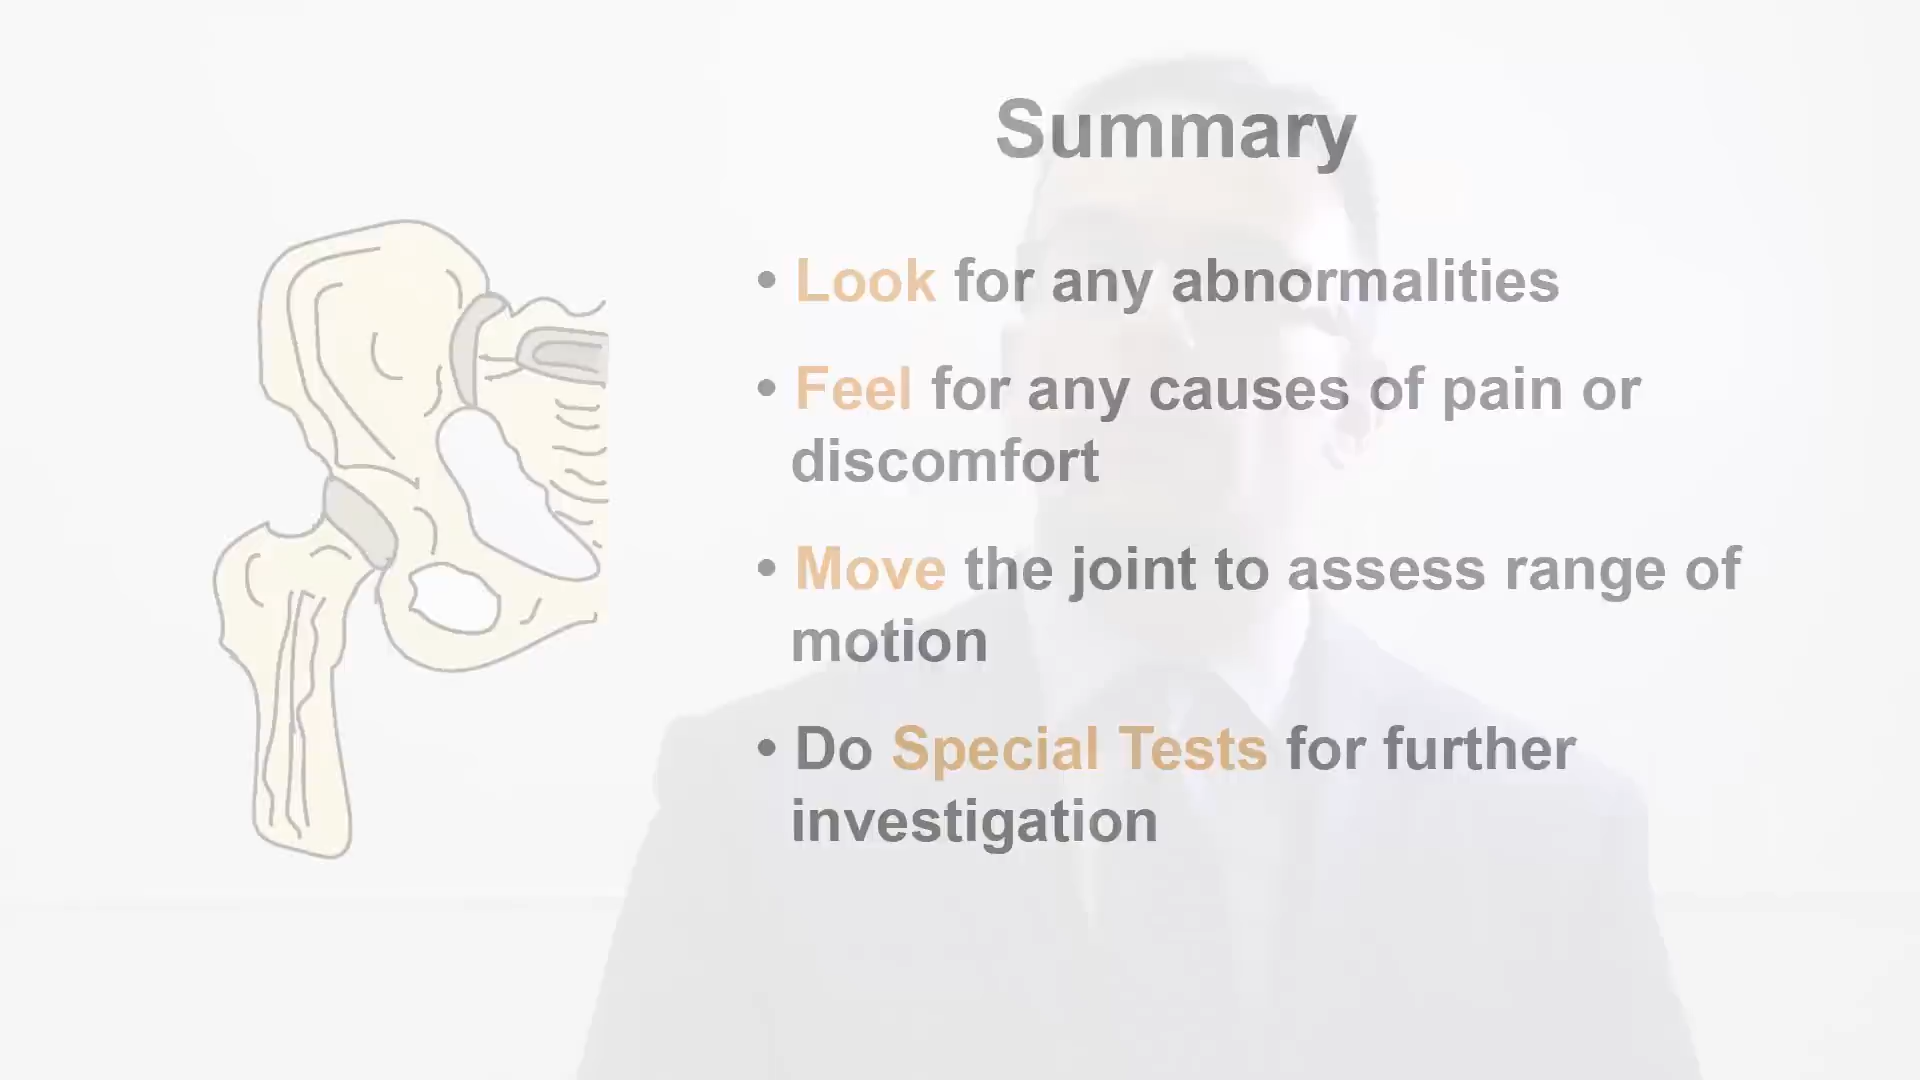 Summary
• Look for any abnormalities
• Feel for any causes of pain or
discomfort
• Move the joint to assess range of
motion
• Do Special Tests for further
investigation